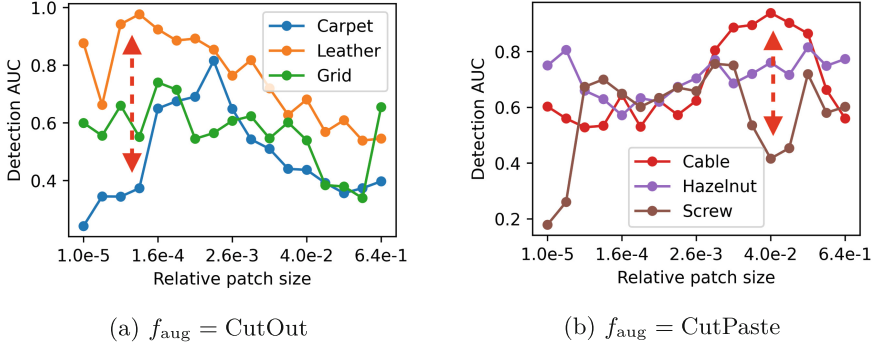 1.0
0.8
0.6
0.4
Detection AUC
Carpet
Leather
Grid
1.0e-5 1.6e-4 2.6e-3 4.0e-2 6.4e-1
Relative patch size
(a) f_aug = CutOut
0.8
0.6
0.4
0.2
Detection AUC
Cable
Hazelnut
Screw
1.0e-5 1.6e-4 2.6e-3 4.0e-2 6.4e-1
Relative patch size
(b) f_aug = CutPaste